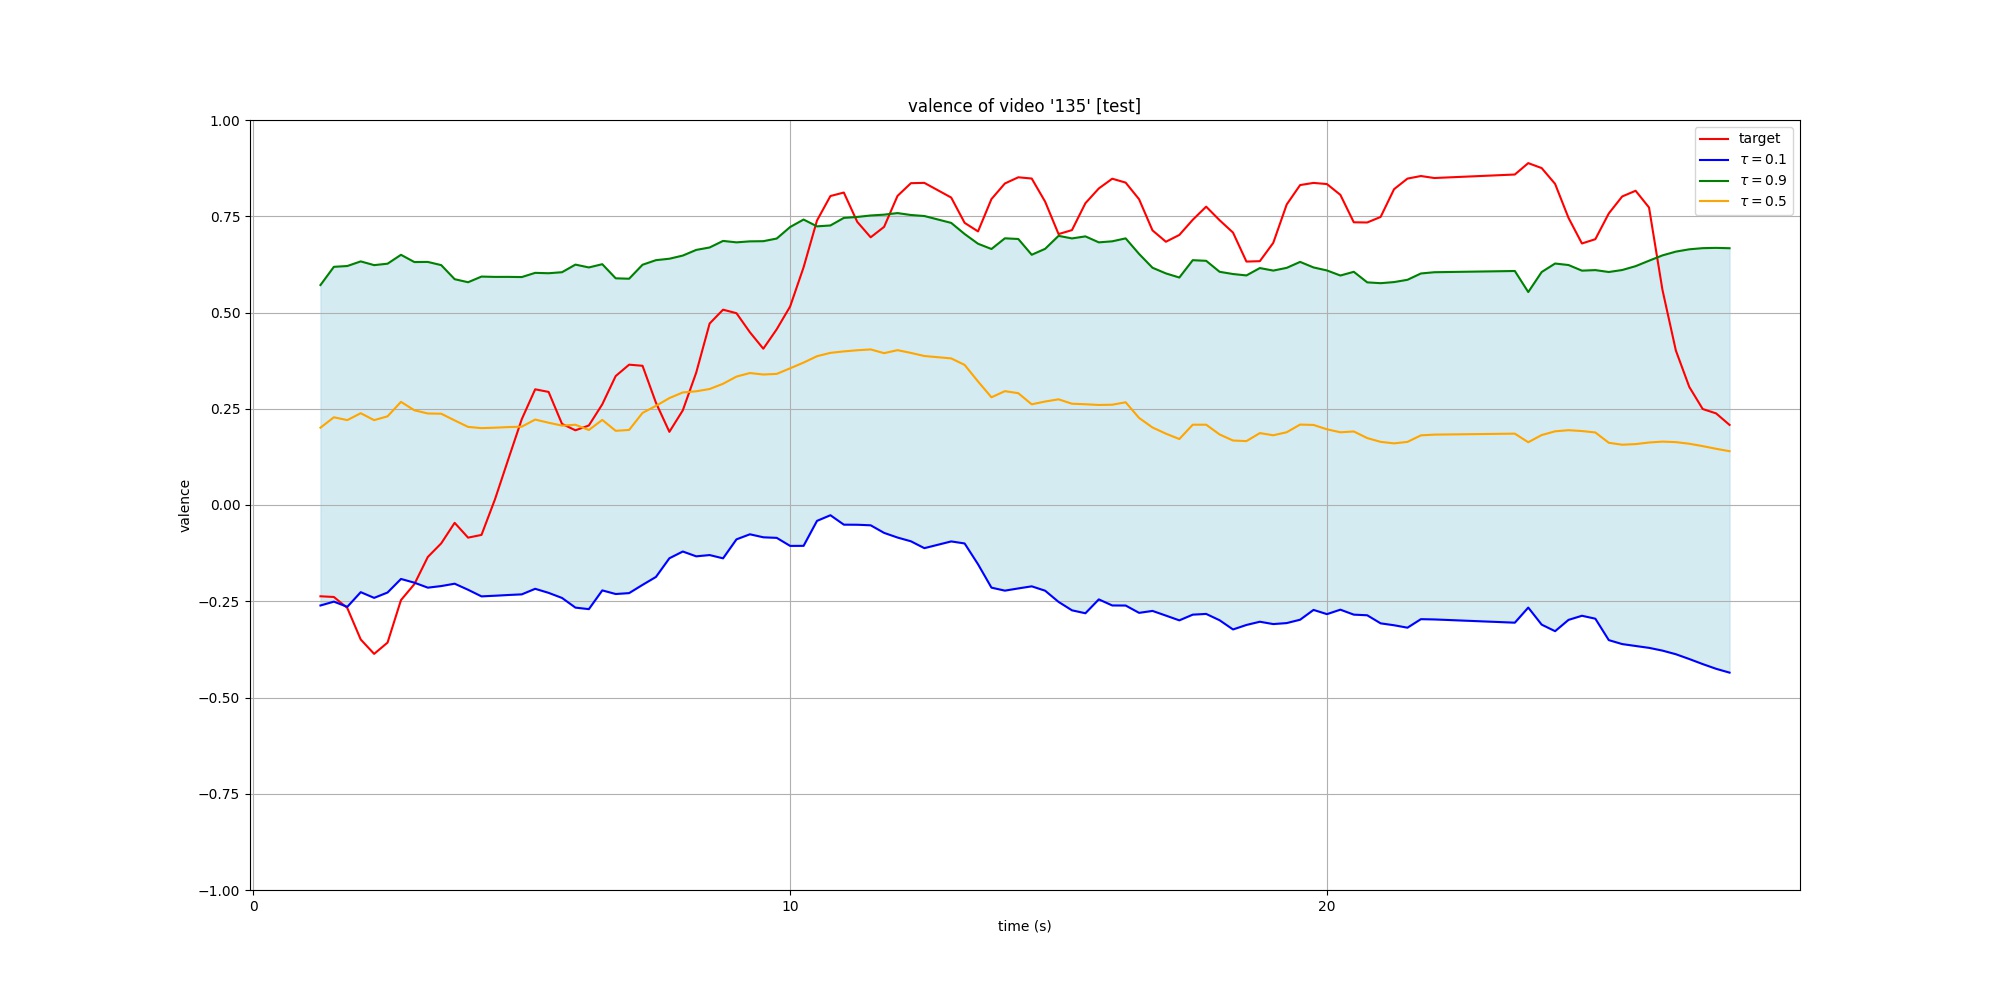 valence of video '135' [test]
target
τ = 0.1
τ = 0.9
τ = 0.5
1.00
0.75
0.50
0.25
0.00
−0.25
−0.50
−0.75
−1.00
valence
0 10 20
time (s)